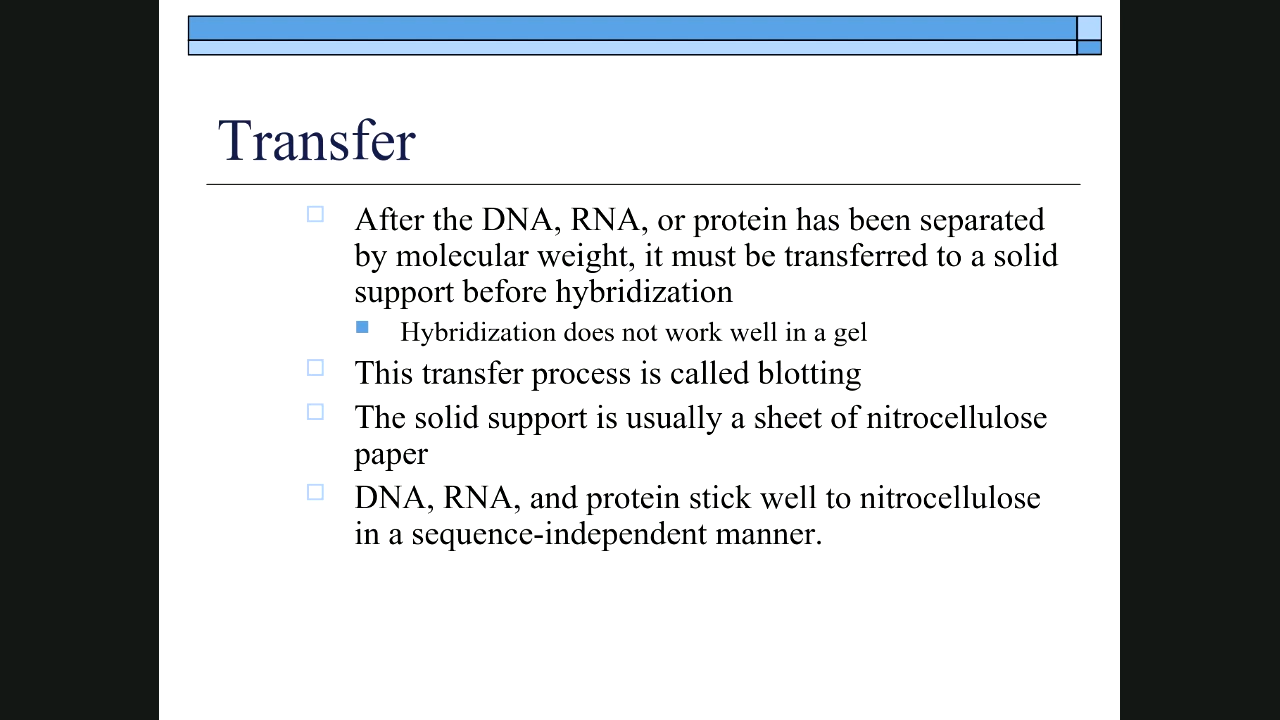 Transfer
After the DNA, RNA, or protein has been separated
by molecular weight, it must be transferred to a solid
support before hybridization
Hybridization does not work well in a gel
This transfer process is called blotting
The solid support is usually a sheet of nitrocellulose
paper
DNA, RNA, and protein stick well to nitrocellulose
in a sequence-independent manner.